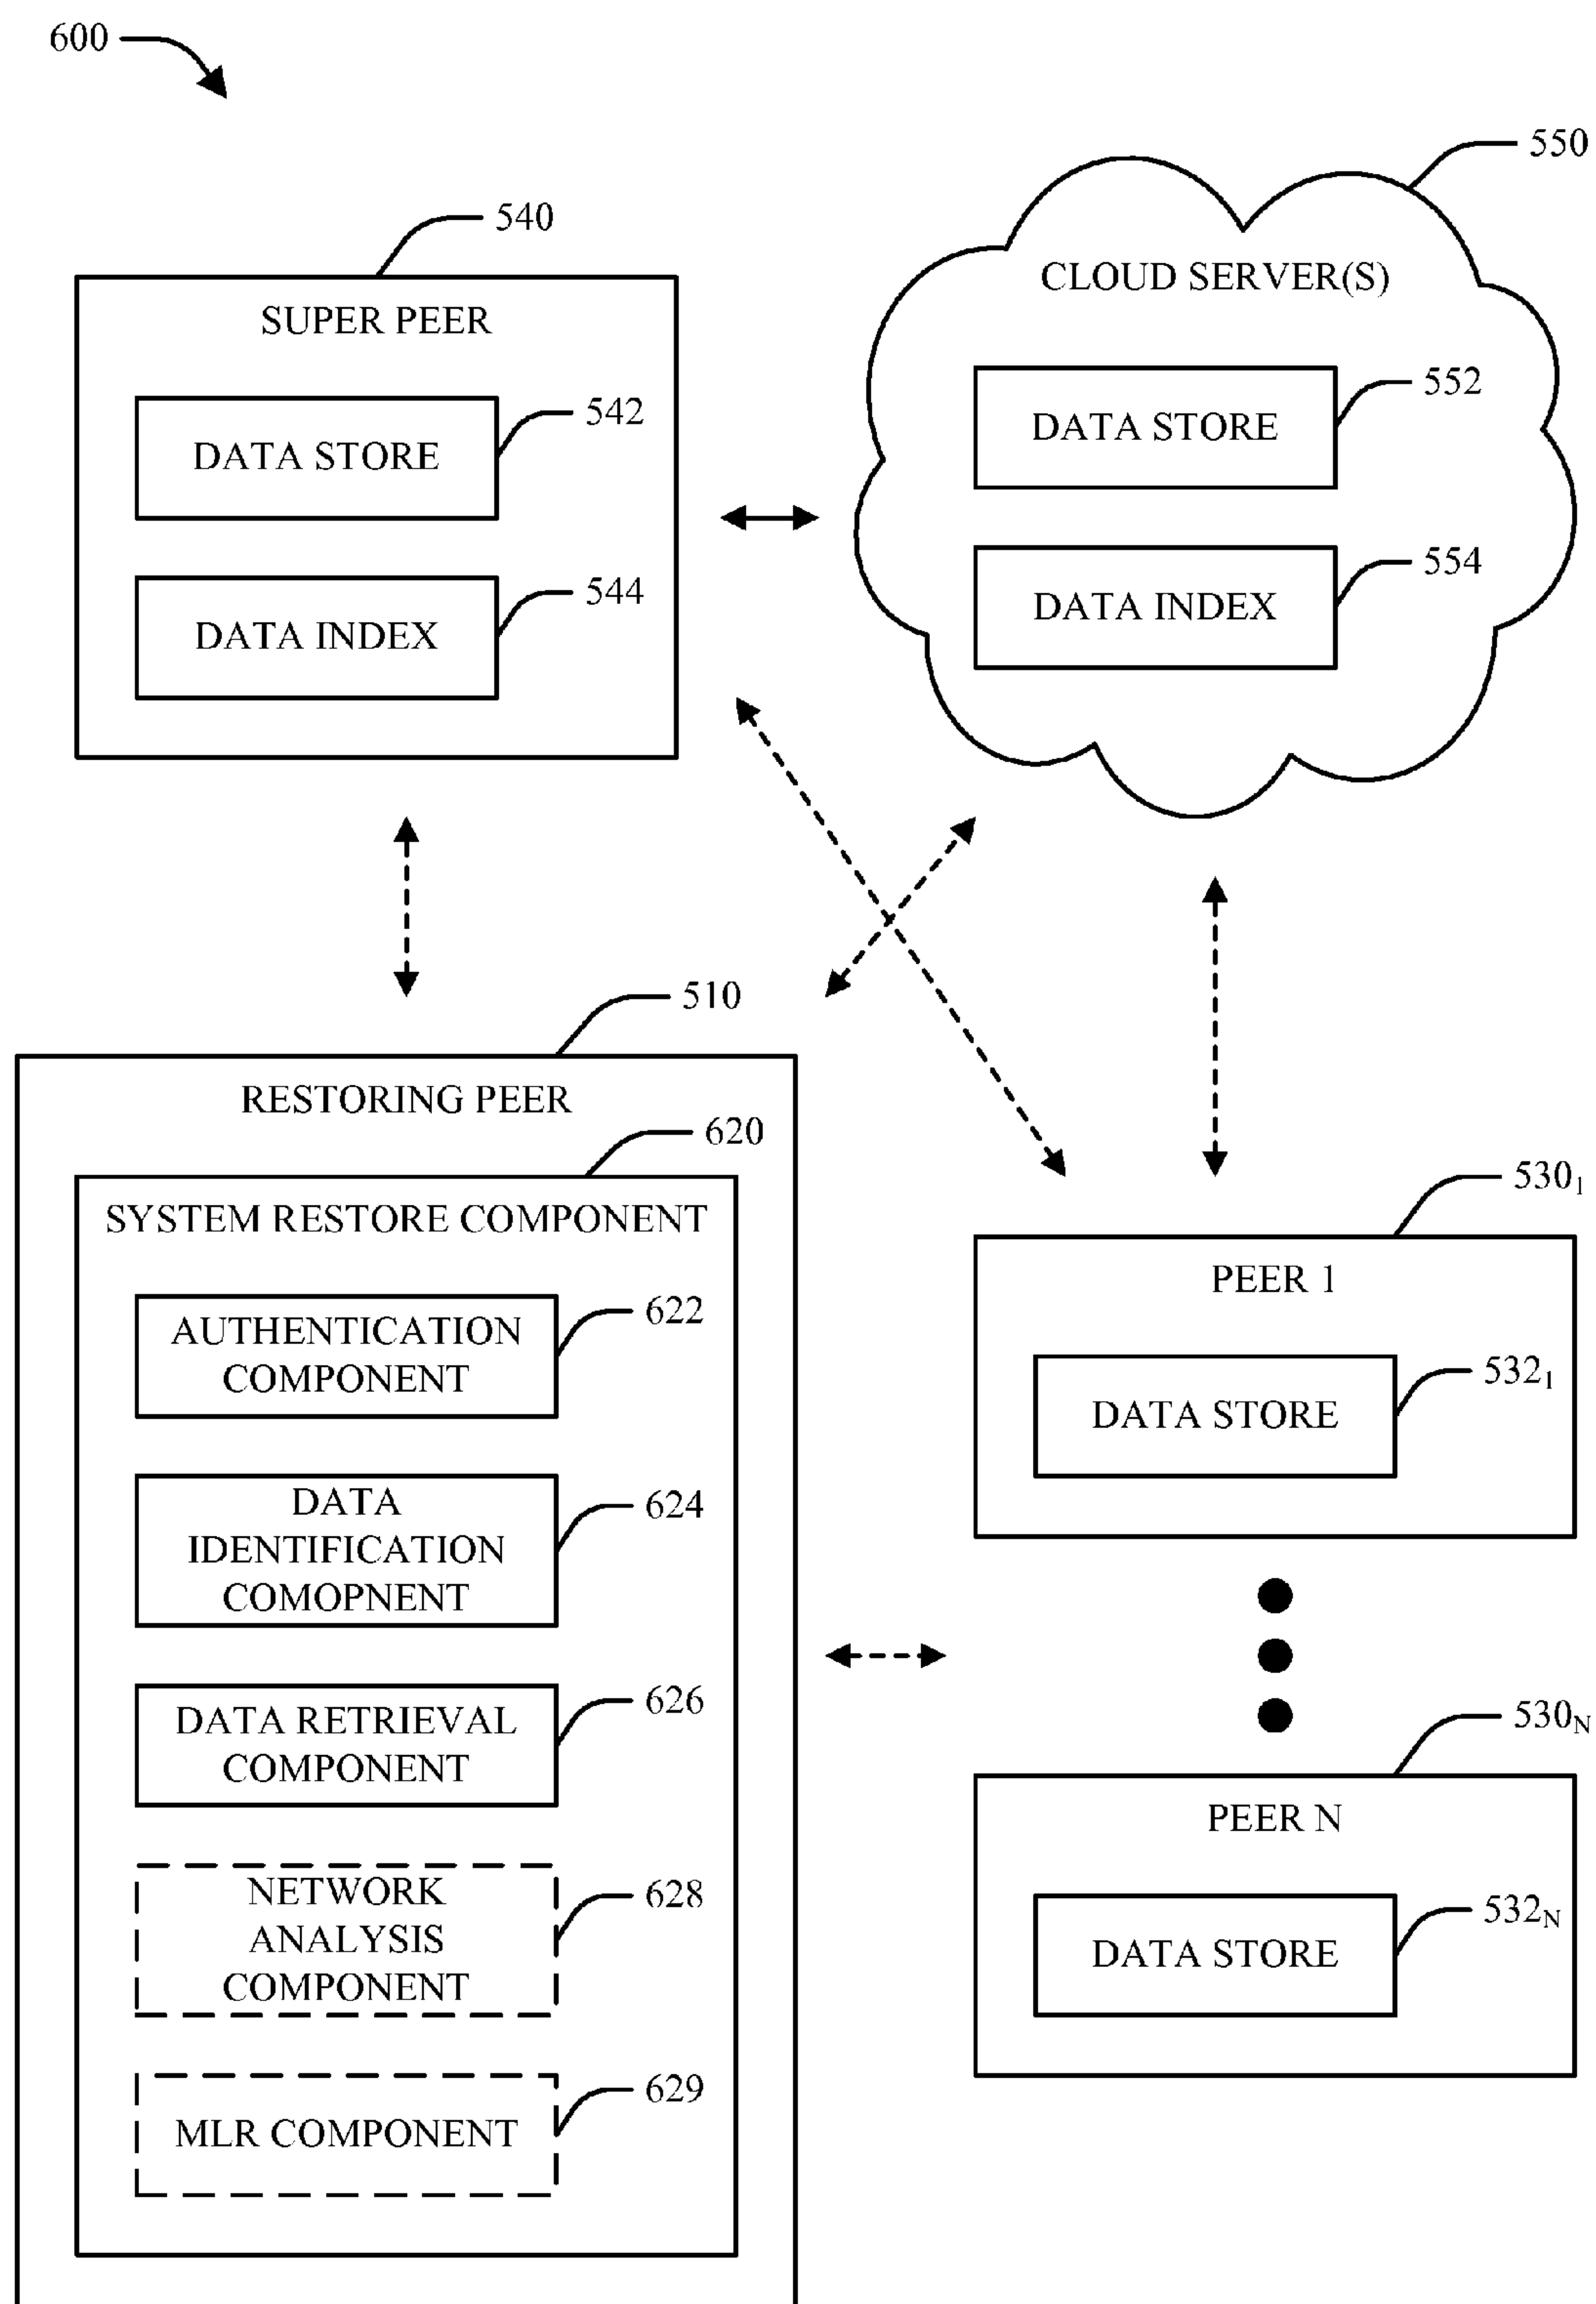 600
550
540
CLOUD SERVER(S)
SUPER PEER
552
542
DATA STORE
DATA STORE
554
544
DATA INDEX
DATA INDEX
510
RESTORING PEER
620
530₁
SYSTEM RESTORE COMPONENT
PEER 1
622
AUTHENTICATION
COMPONENT
532₁
DATA STORE
624
DATA
IDENTIFICATION
COMOPNENT
626
DATA RETRIEVAL
COMPONENT
530N
PEER N
628
NETWORK
ANALYSIS
COMPONENT
532N
DATA STORE
629
MLR COMPONENT